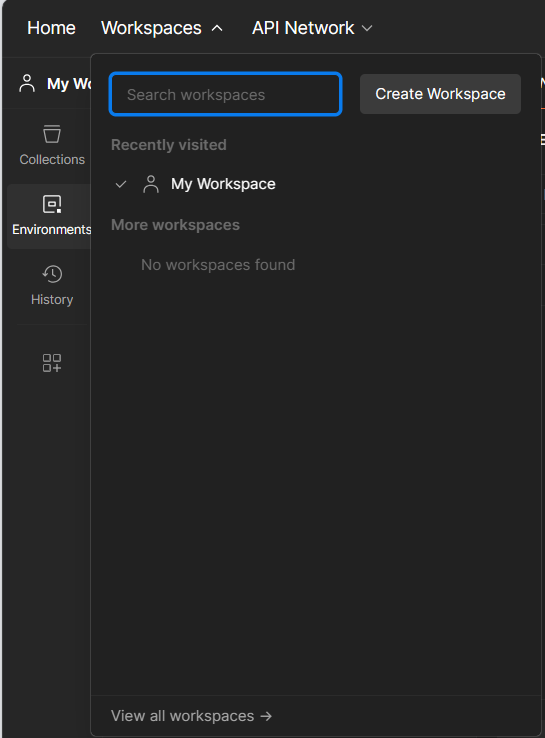 Home Workspaces API Network
My Wo
Search workspaces
Create Workspace
Recently visited
Collections
My Workspace
Environments
More workspaces
No workspaces found
History
View all workspaces →